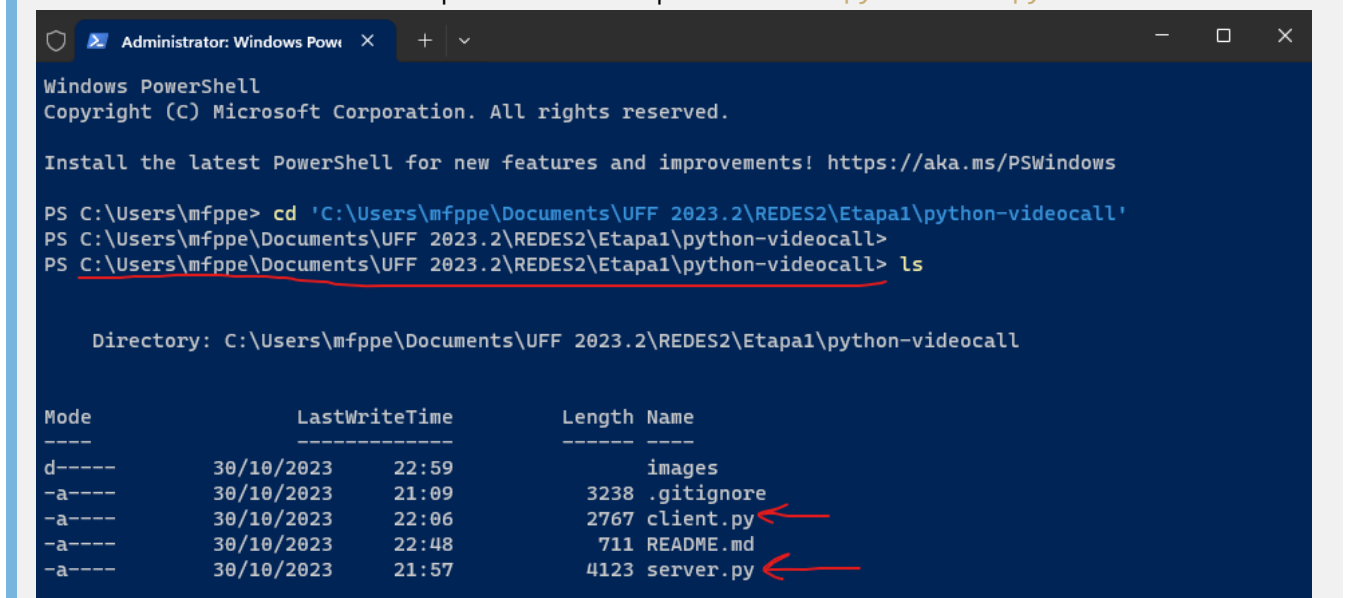 Administrator: Windows Powe
Windows PowerShell
Copyright (C) Microsoft Corporation. All rights reserved.
Install the latest PowerShell for new features and improvements! https://aka.ms/PSWindows
PS C:\Users\mfppe> cd 'C:\Users\mfppe\Documents\UFF 2023.2\REDES2\Etapa1\python-videocall'
PS C:\Users\mfppe\Documents\UFF 2023.2\REDES2\Etapa1\python-videocall>
PS C:\Users\mfppe\Documents\UFF 2023.2\REDES2\Etapa1\python-videocall> ls
Directory: C:\Users\mfppe\Documents\UFF 2023.2\REDES2\Etapa1\python-videocall
Mode LastWriteTime Length Name
---- ------------- ------ ----
d----- 30/10/2023 22:59 images
-a---- 30/10/2023 21:09 3238 .gitignore
-a---- 30/10/2023 22:06 2767 client.py
-a---- 30/10/2023 22:48 711 README.md
-a---- 30/10/2023 21:57 4123 server.py